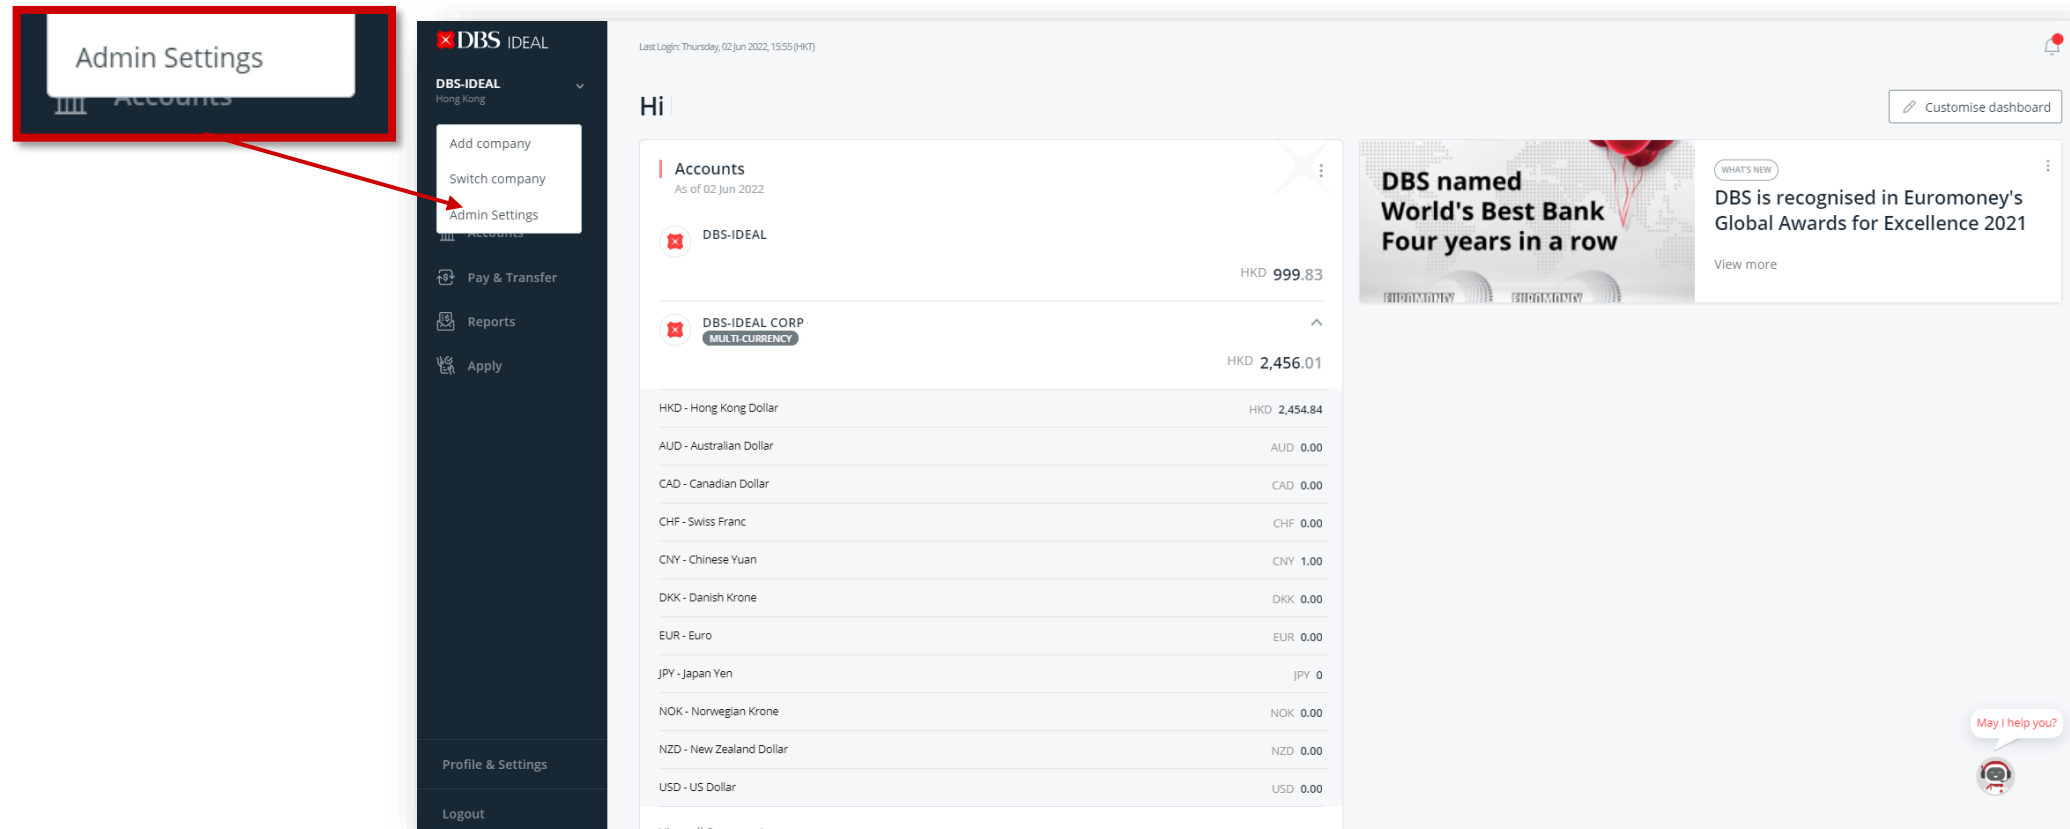 Admin Settings
Accounts
DBS IDEAL
DBS-IDEAL
Hong Kong
Add company
Switch company
Admin Settings
Accounts
Pay & Transfer
Reports
Apply
Profile & Settings
Logout
Last Login: Thursday, 02 Jun 2022, 15:55 (HKT)
Hi
Customise dashboard
Accounts
As of 02 Jun 2022
DBS-IDEAL
HKD 999.83
DBS-IDEAL CORP
MULTI-CURRENCY
HKD 2,456.01
HKD - Hong Kong Dollar HKD 2,454.84
AUD - Australian Dollar AUD 0.00
CAD - Canadian Dollar CAD 0.00
CHF - Swiss Franc CHF 0.00
CNY - Chinese Yuan CNY 1.00
DKK - Danish Krone DKK 0.00
EUR - Euro EUR 0.00
JPY - Japan Yen JPY 0
NOK - Norwegian Krone NOK 0.00
NZD - New Zealand Dollar NZD 0.00
USD - US Dollar USD 0.00
DBS named
World's Best Bank
Four years in a row
EUROMONEY EUROMONEY
WHAT'S NEW
DBS is recognised in Euromoney's
Global Awards for Excellence 2021
View more
May I help you?